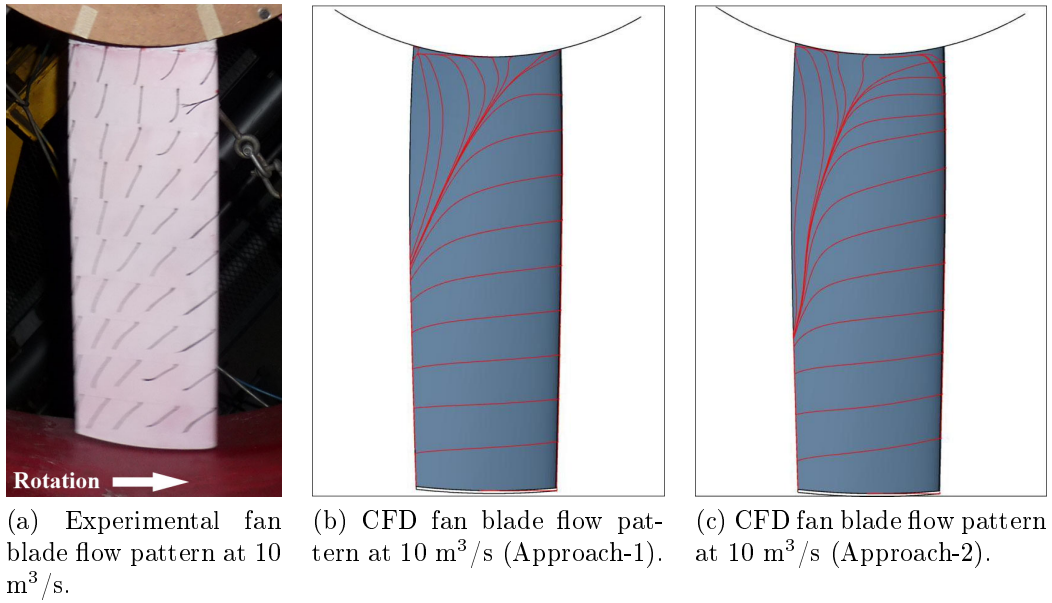 Rotation
(a) Experimental fan
blade flow pattern at 10
m³/s.
(b) CFD fan blade flow pat-
tern at 10 m³/s (Approach-1).
(c) CFD fan blade flow pattern
at 10 m³/s (Approach-2).